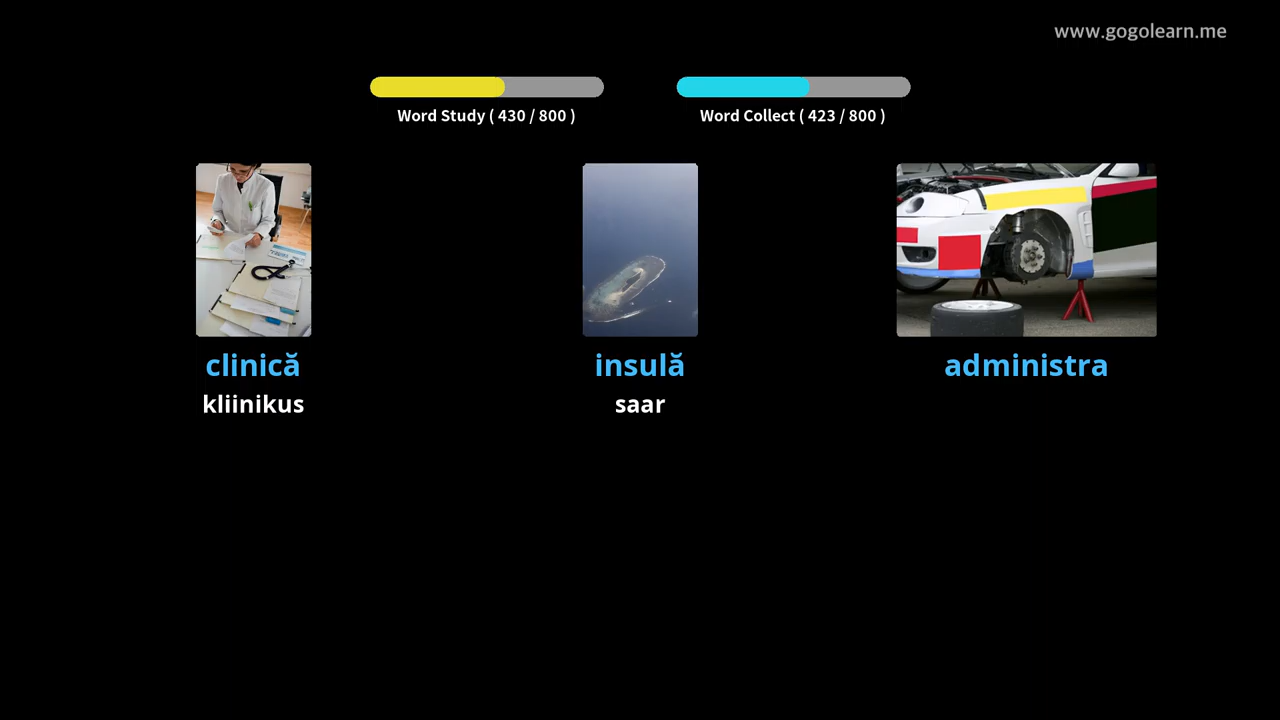 www.gogolearn.me
Word Study ( 430 / 800 )
Word Collect ( 423 / 800 )
clinică
insulă
administra
kliinikus
saar